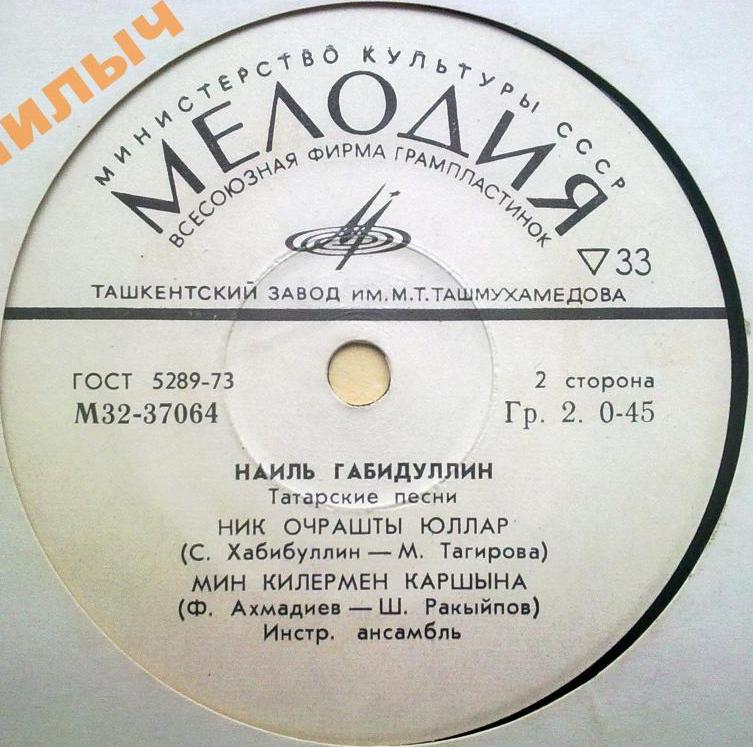 МИНИСТЕРСТВО КУЛЬТУРЫ СССР
МЕЛОДИЯ
ВСЕСОЮЗНАЯ ФИРМА ГРАМПЛАСТИНОК
▽33
ТАШКЕНТСКИЙ ЗАВОД ИМ. М.Т. ТАШМУХАМЕДОВА
ГОСТ 5289-73
2 сторона
М32-37064
Гр. 2. 0-45
НАИЛЬ ГАБИДУЛЛИН
Татарские песни
НИК ОЧРАШТЫ ЮЛЛАР
(С. Хабибуллин — М. Тагирова)
МИН КИЛЕРМЕН КАРШЫНА
(Ф. Ахмадиев — Ш. Ракыйпов)
Инстр. ансамбль